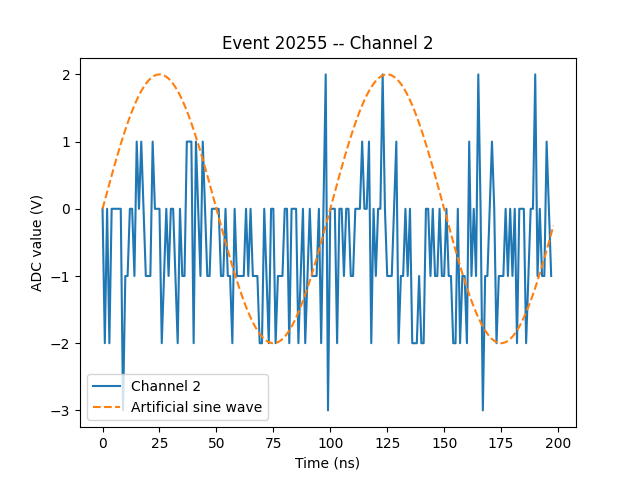 Event 20255 -- Channel 2
ADC value (V)
2
1
0
−1
−2
−3
Channel 2
Artificial sine wave
0 25 50 75 100 125 150 175 200
Time (ns)